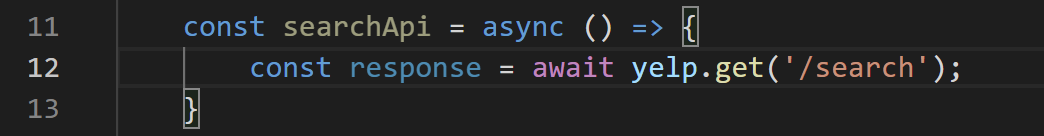 11 const searchApi = async () => {
12 const response = await yelp.get('/search');
13 }